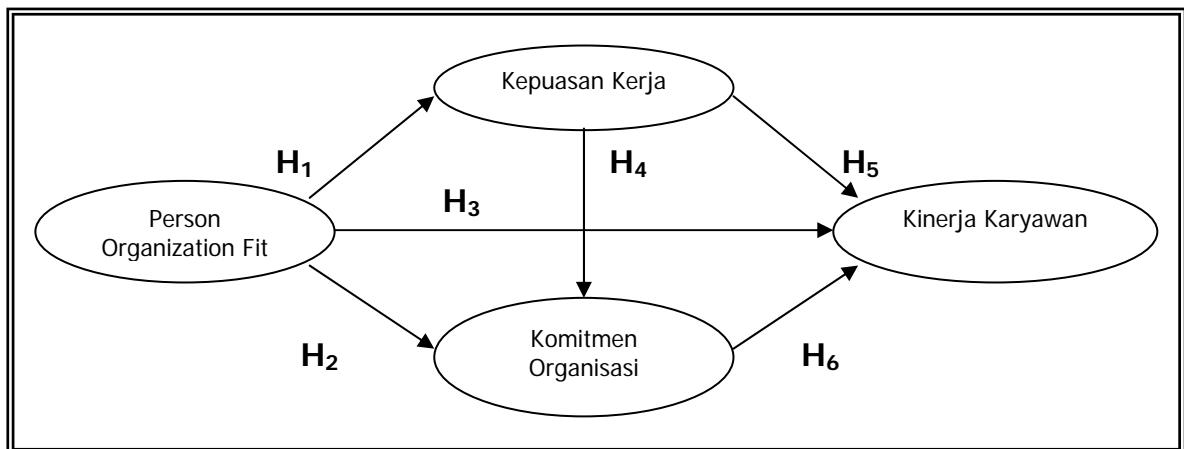 Kepuasan Kerja
H₁
H₄
H₅
Person
Organization Fit
H₃
Kinerja Karyawan
H₂
Komitmen
Organisasi
H₆